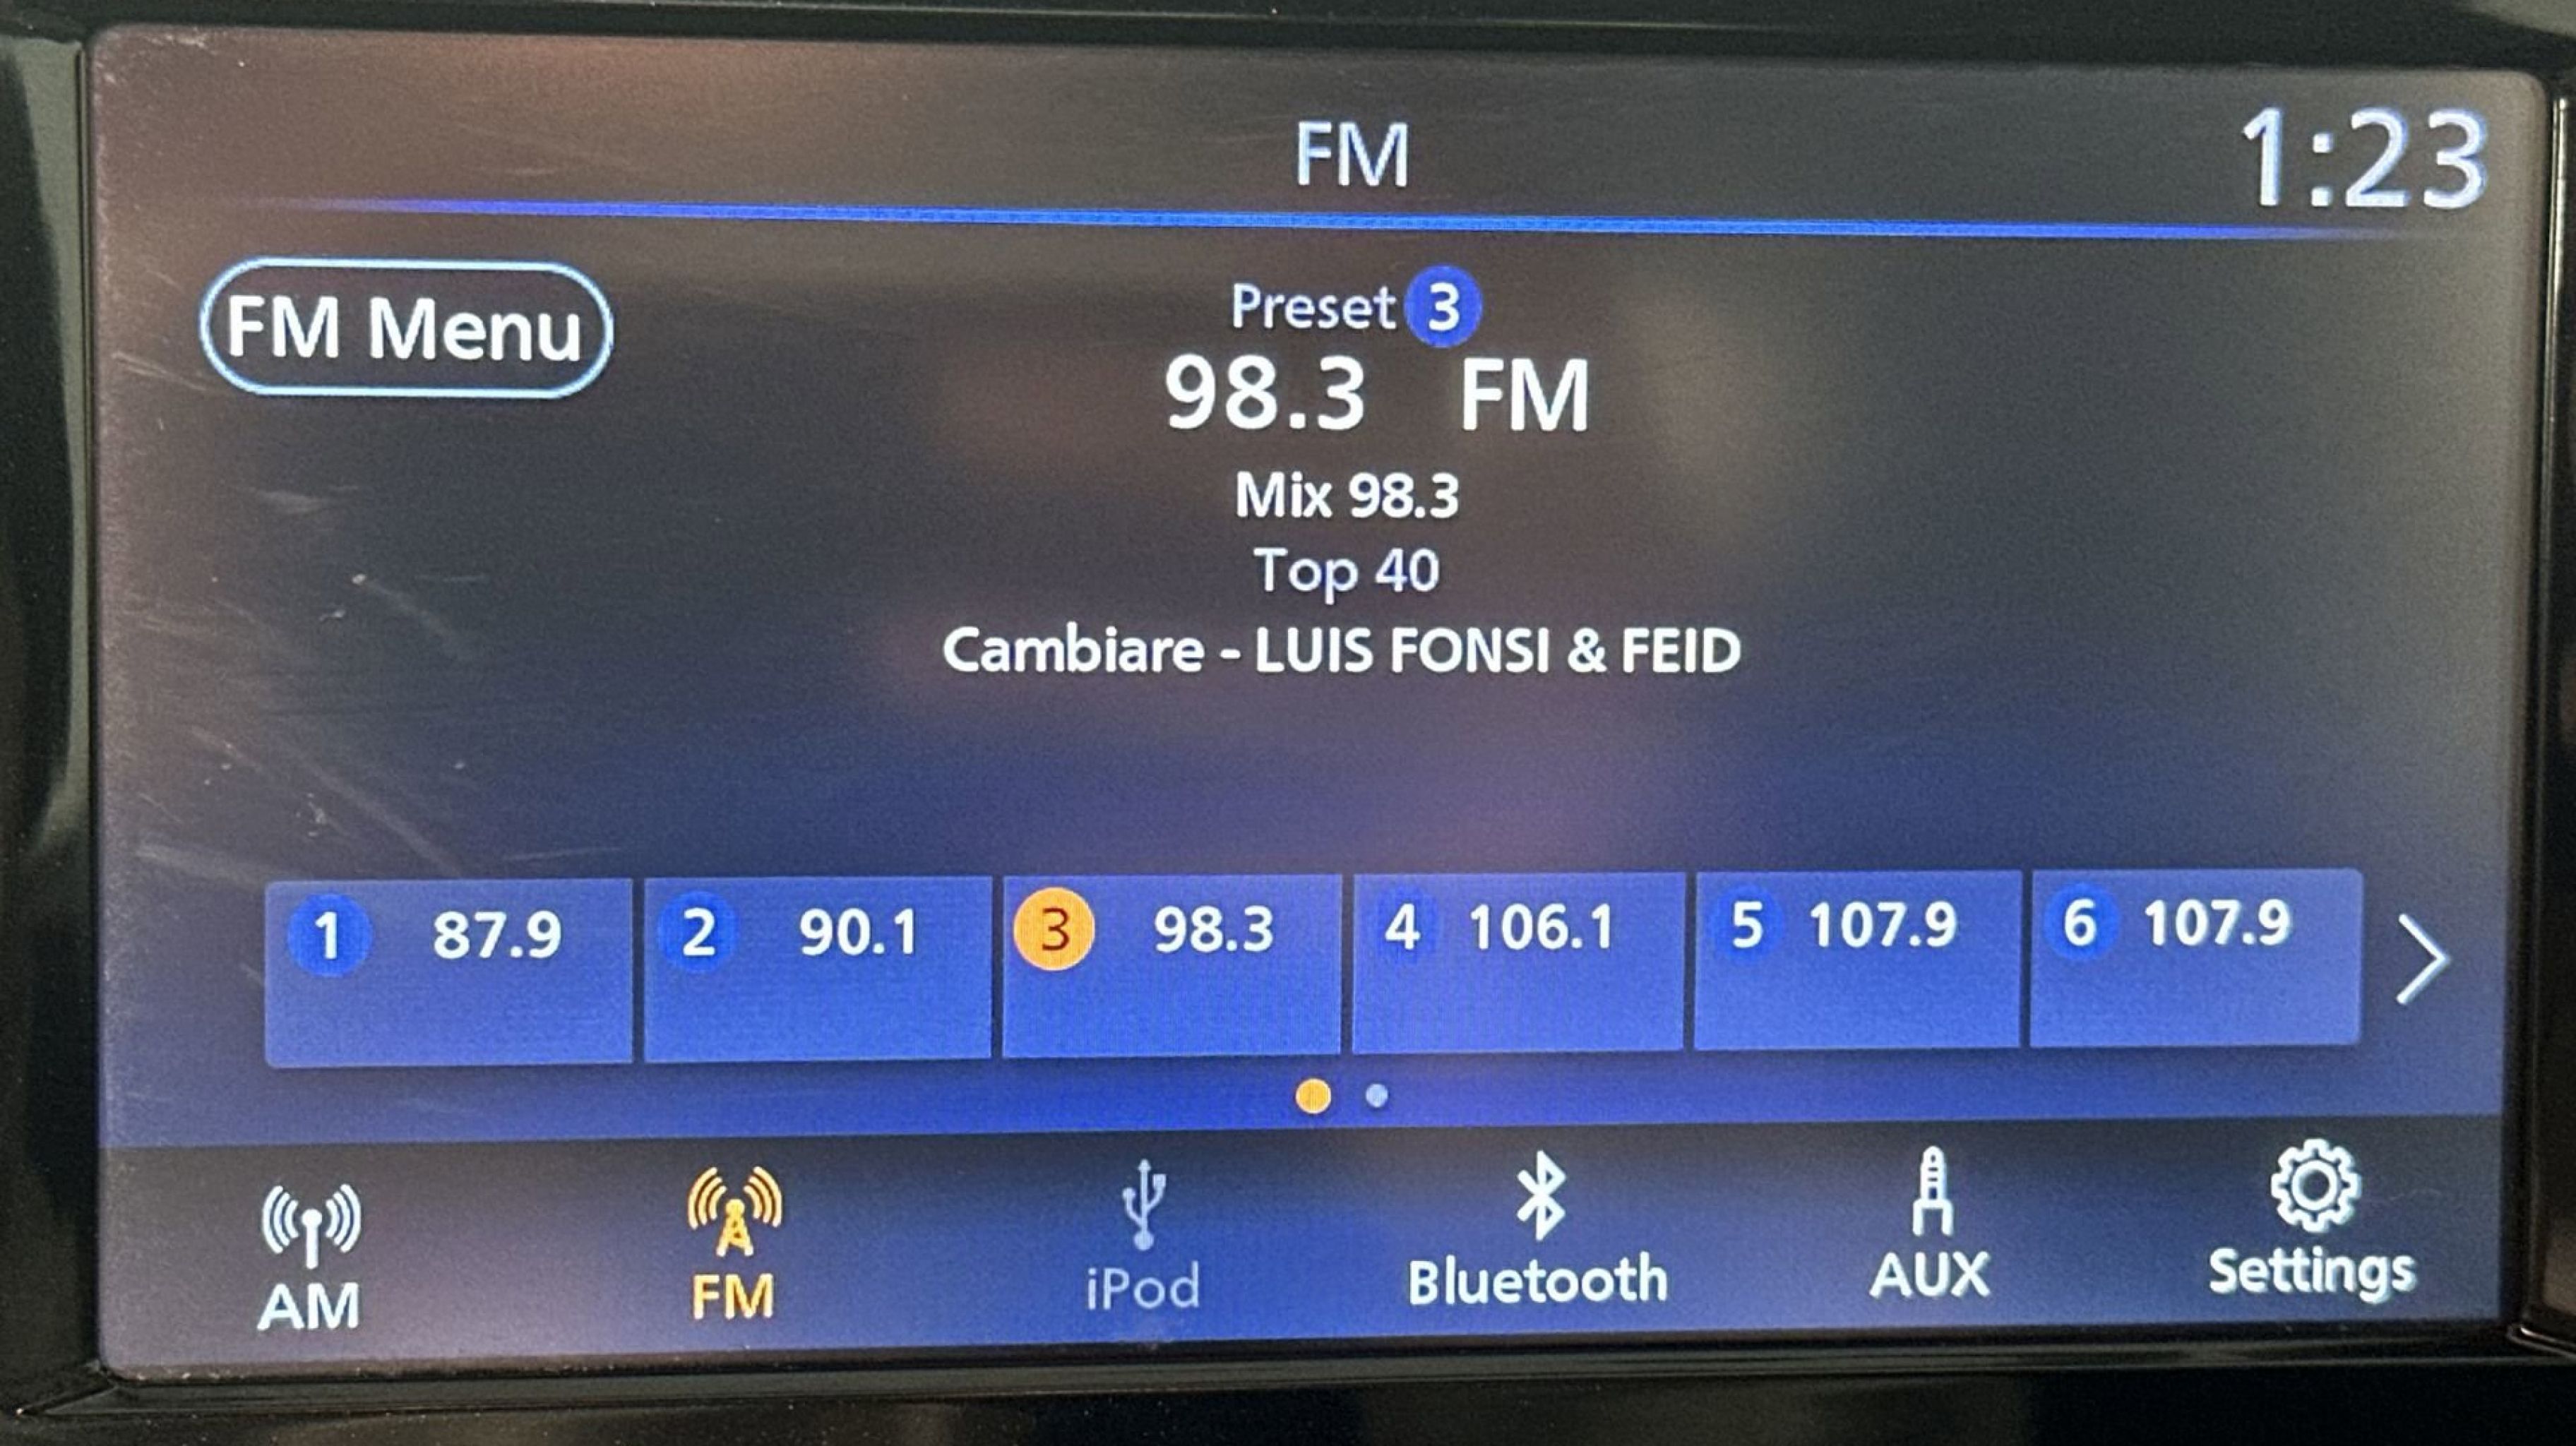 FM
1:23
FM Menu
Preset 3
98.3 FM
Mix 98.3
Top 40
Cambiare - LUIS FONSI & FEID
1 87.9 2 90.1 3 98.3 4 106.1 5 107.9 6 107.9
AM FM iPod Bluetooth AUX Settings